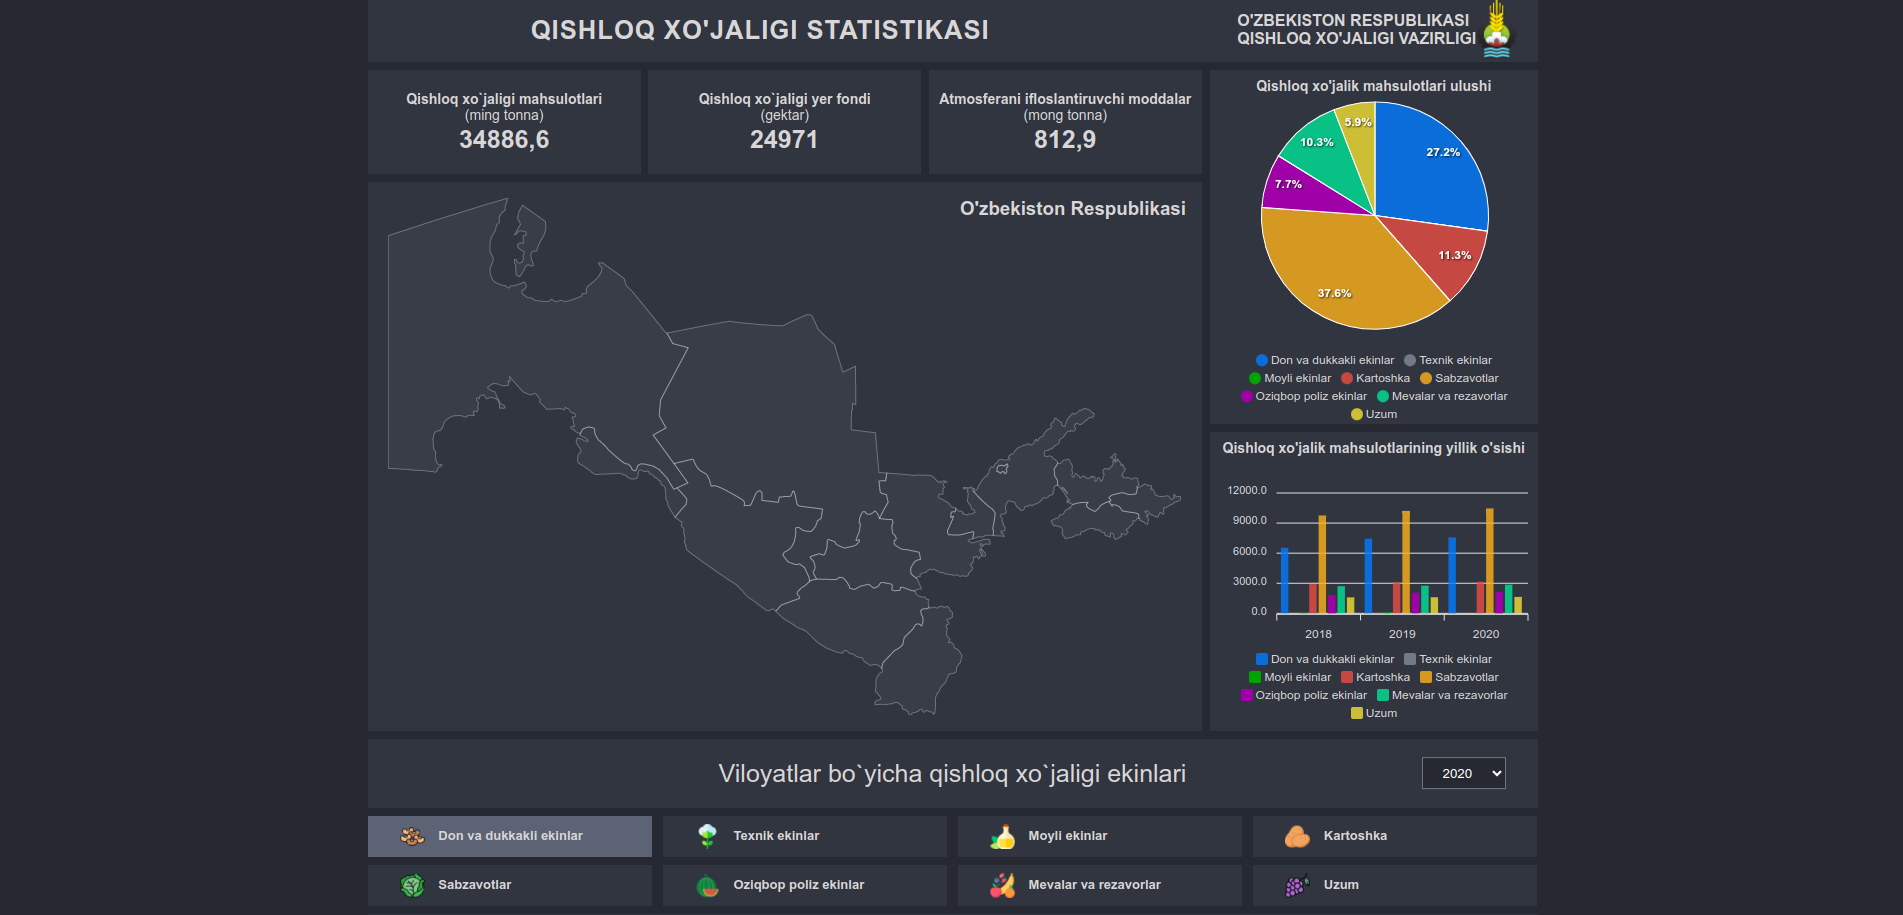 QISHLOQ XO'JALIGI STATISTIKASI
O'ZBEKISTON RESPUBLIKASI
QISHLOQ XO'JALIGI VAZIRLIGI
Qishloq xo`jaligi mahsulotlari
(ming tonna)
34886,6
Qishloq xo`jaligi yer fondi
(gektar)
24971
Atmosferani ifloslantiruvchi moddalar
(mong tonna)
812,9
O'zbekiston Respublikasi
Qishloq xo'jalik mahsulotlari ulushi
5.9%
10.3%
27.2%
7.7%
11.3%
37.6%
Don va dukkakli ekinlar Texnik ekinlar
Moyli ekinlar Kartoshka Sabzavotlar
Oziqbop poliz ekinlar Mevalar va rezavorlar
Uzum
Qishloq xo'jalik mahsulotlarining yillik o'sishi
12000.0
9000.0
6000.0
3000.0
0.0
2018 2019 2020
Don va dukkakli ekinlar Texnik ekinlar
Moyli ekinlar Kartoshka Sabzavotlar
Oziqbop poliz ekinlar Mevalar va rezavorlar
Uzum
Viloyatlar bo`yicha qishloq xo`jaligi ekinlari
2020
Don va dukkakli ekinlar Texnik ekinlar Moyli ekinlar Kartoshka
Sabzavotlar Oziqbop poliz ekinlar Mevalar va rezavorlar Uzum